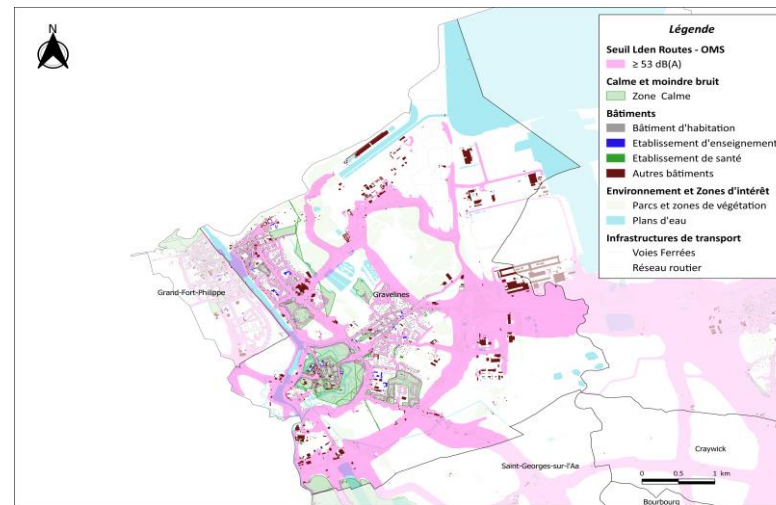 N
Légende
Seuil Lden Routes - OMS
≥ 53 dB(A)
Calme et moindre bruit
Zone Calme
Bâtiments
Bâtiment d'habitation
Etablissement d'enseignement
Etablissement de santé
Autres bâtiments
Environnement et Zones d'intérêt
Parcs et zones de végétation
Plans d'eau
Infrastructures de transport
Voies Ferrées
Réseau routier
Grand-Fort-Philippe
Gravelines
Craywick
Saint-Georges-sur-l'Aa
0 0.5 1 km
Bourbourg